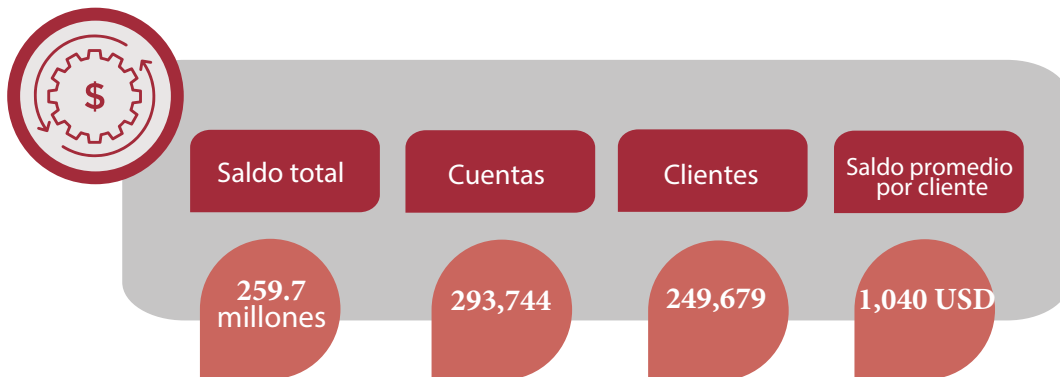 $
Saldo total
Cuentas
Clientes
Saldo promedio
por cliente
259.7
millones
293,744
249,679
1,040 USD